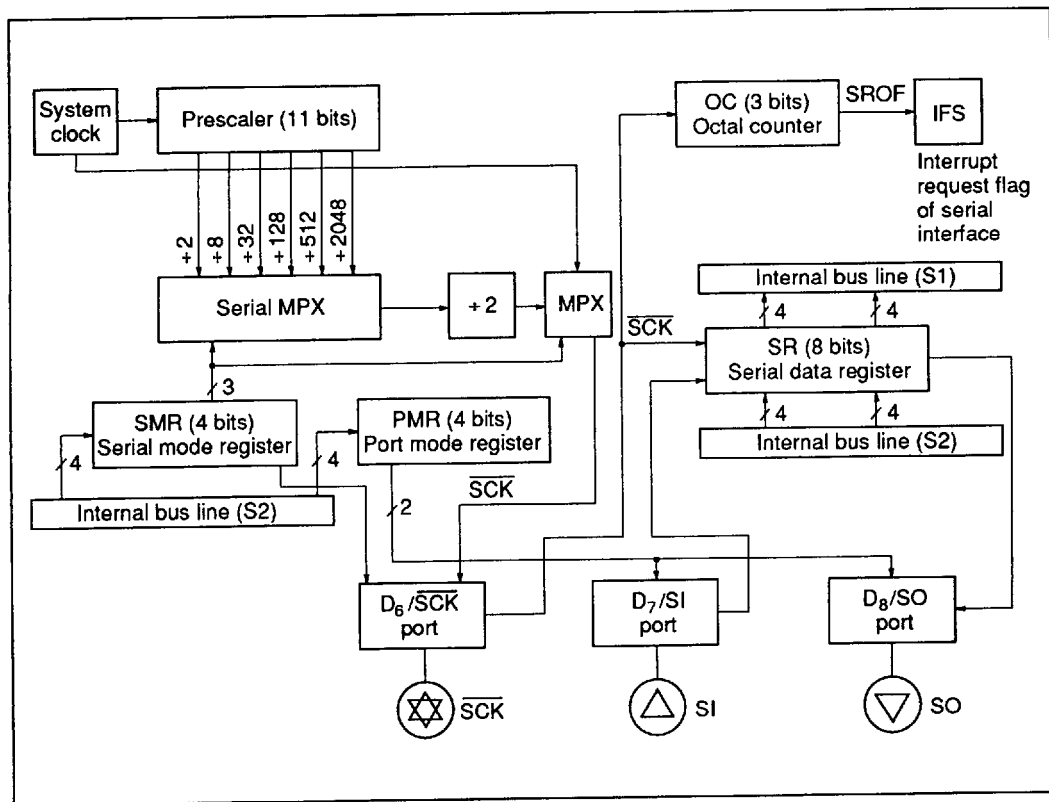 System
clock
Prescaler (11 bits)
OC (3 bits)
Octal counter
SROF
IFS
Interrupt
request flag
of serial
interface
÷2
÷8
÷32
÷128
÷512
÷2048
Serial MPX
÷2
MPX
Internal bus line (S1)
4
4
SCK
SR (8 bits)
Serial data register
4
4
Internal bus line (S2)
3
SMR (4 bits)
Serial mode register
4
PMR (4 bits)
Port mode register
4
Internal bus line (S2)
2
SCK
D6/SCK
port
D7/SI
port
D8/SO
port
SCK
SI
SO